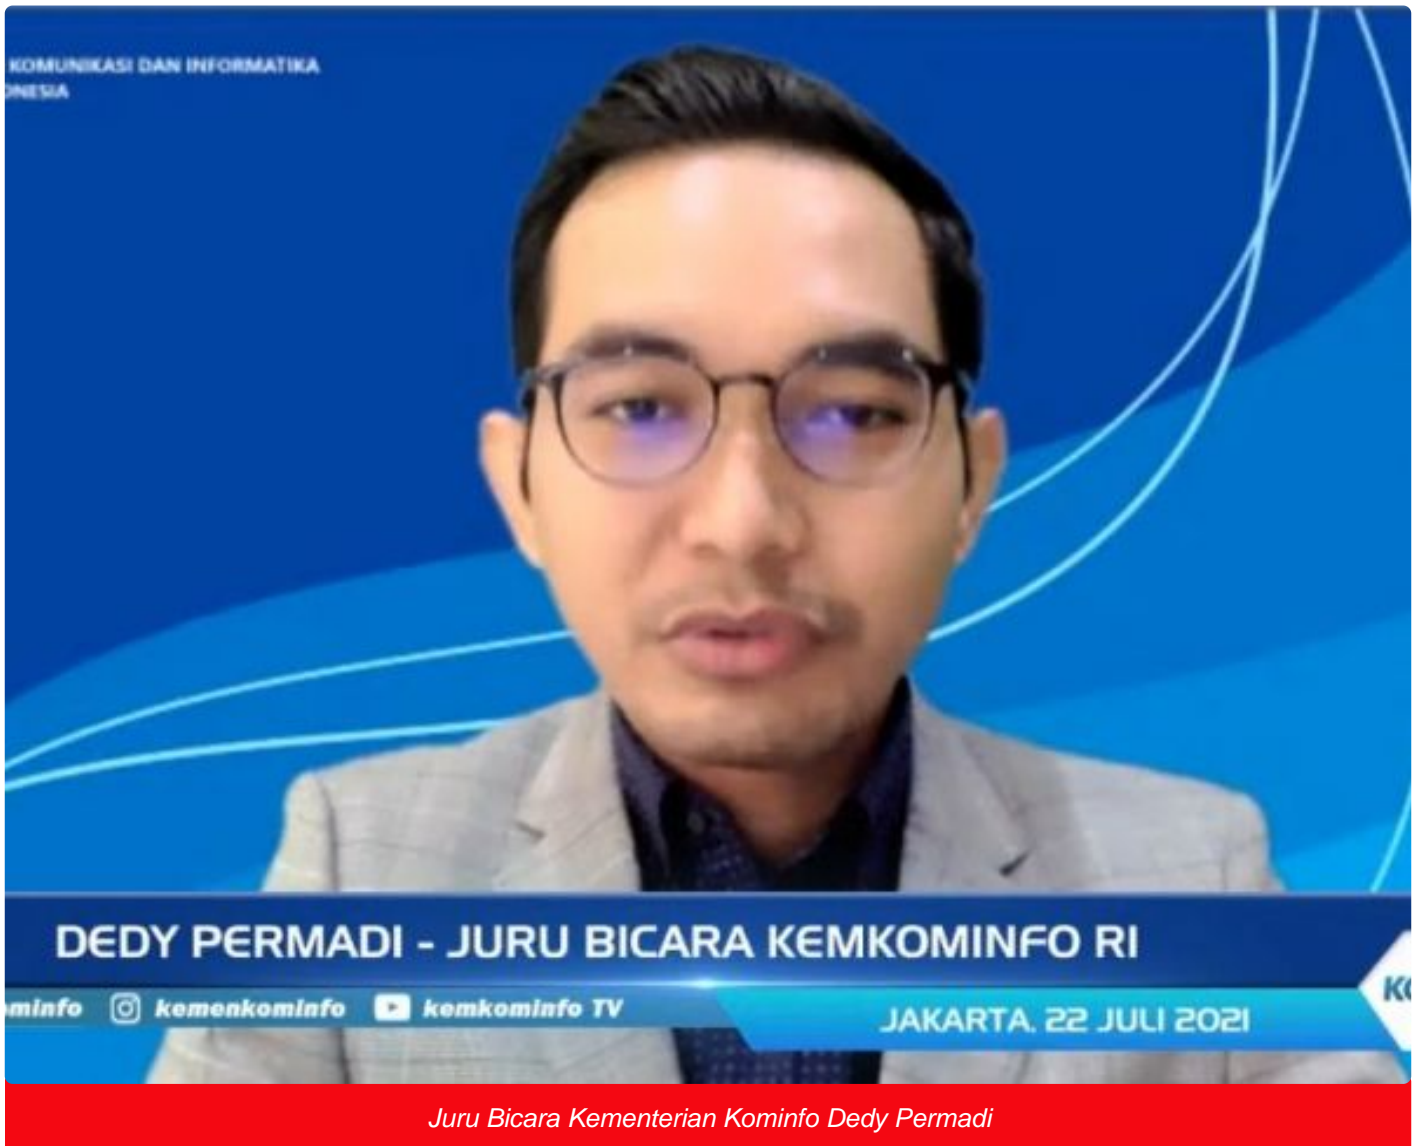 KOMUNIKASI DAN INFORMATIKA
DEDY PERMADI - JURU BICARA KEMKOMINFO RI
kemenkominfo
kemkominfo TV
JAKARTA. 22 JULI 2021
Juru Bicara Kementerian Kominfo Dedy Permadi